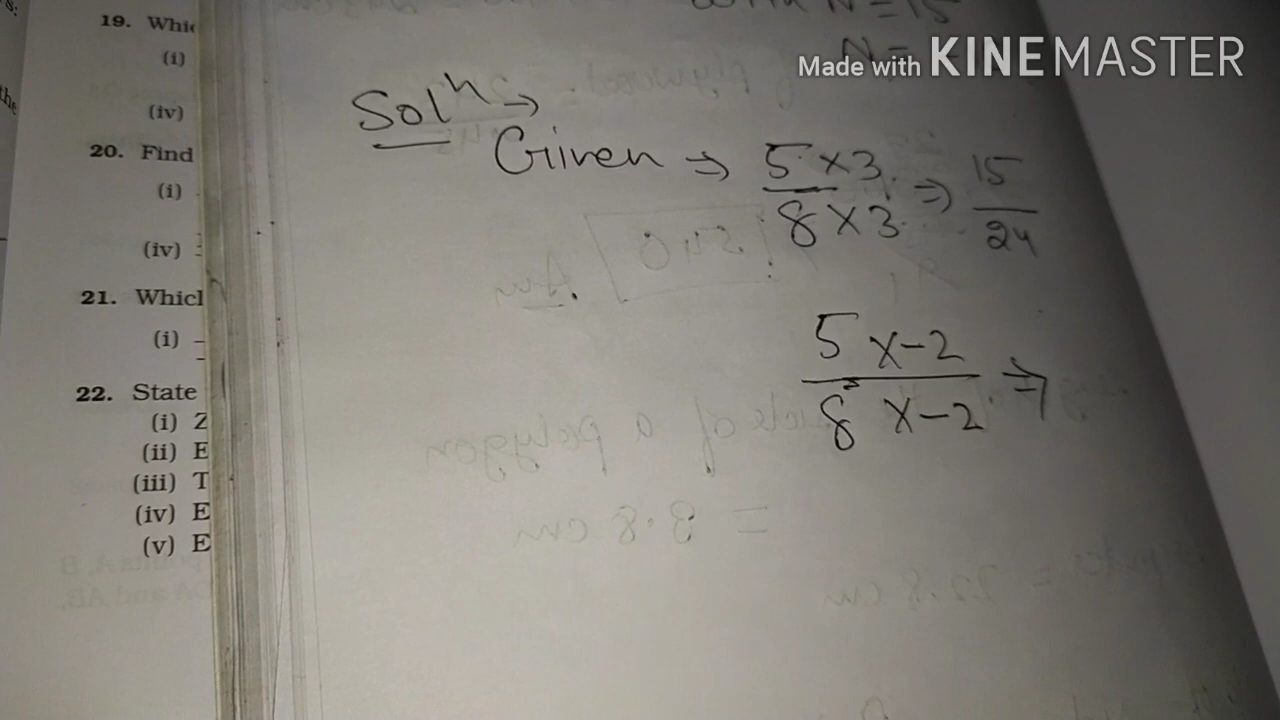 19. Whic
(i)
(iv)
20. Find
(i)
(iv)
21. Whicl
(i) –
22. State
(i) Z
(ii) E
(iii) T
(iv) E
(v) E
N = 15
N =
Made with KINEMASTER
Solⁿ →
Given → 5 × 3 / 8 × 3 ⇒ 15 / 24
5 × -2 / 8 × -2 ⇒